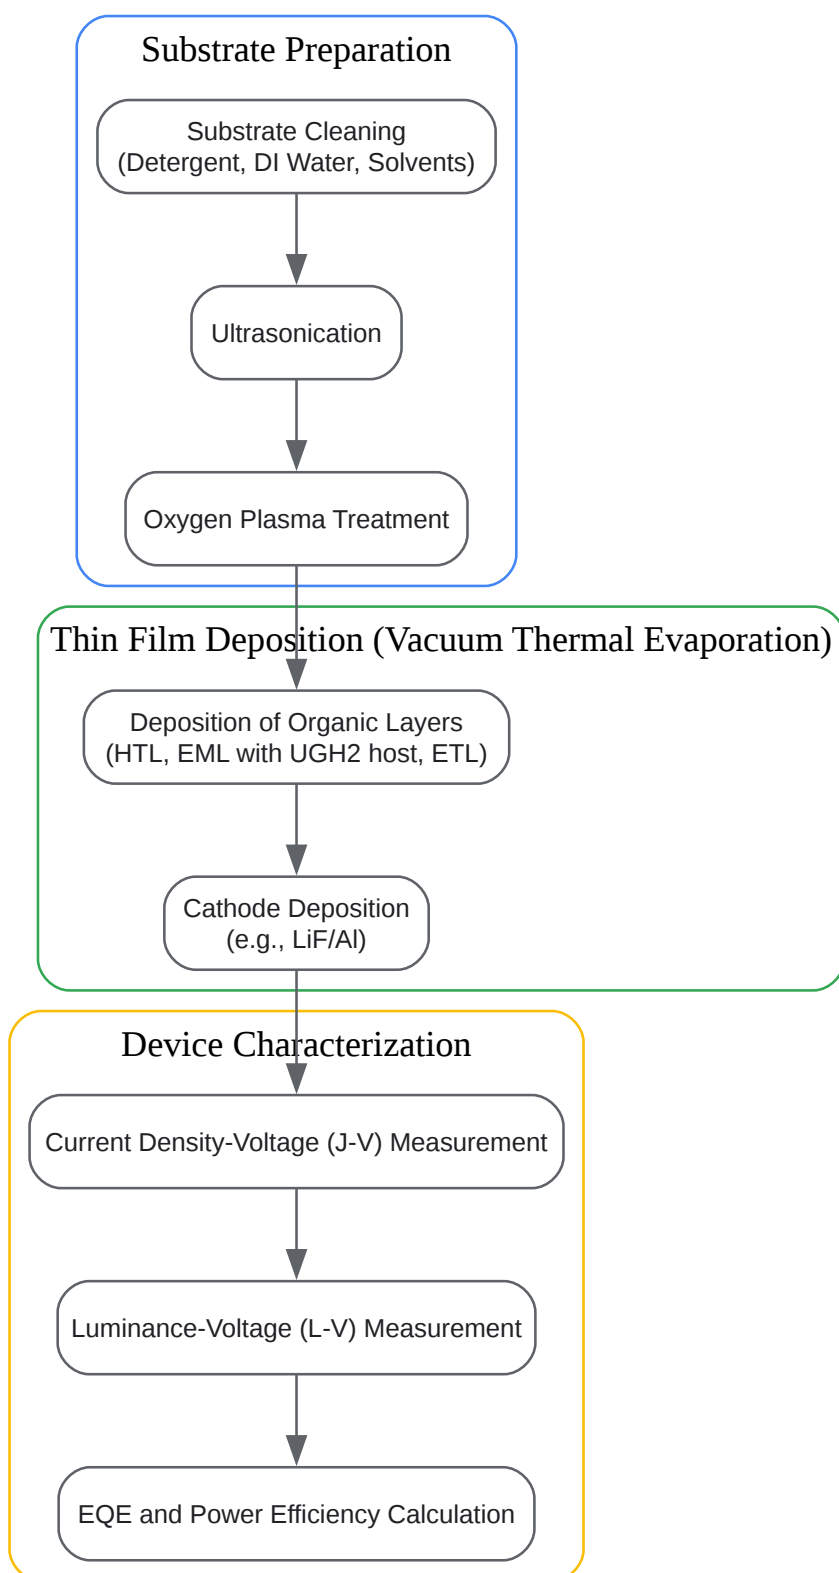 Substrate Preparation
Substrate Cleaning
(Detergent, DI Water, Solvents)
Ultrasonication
Oxygen Plasma Treatment
Thin Film Deposition (Vacuum Thermal Evaporation)
Deposition of Organic Layers
(HTL, EML with UGH2 host, ETL)
Cathode Deposition
(e.g., LiF/Al)
Device Characterization
Current Density-Voltage (J-V) Measurement
Luminance-Voltage (L-V) Measurement
EQE and Power Efficiency Calculation